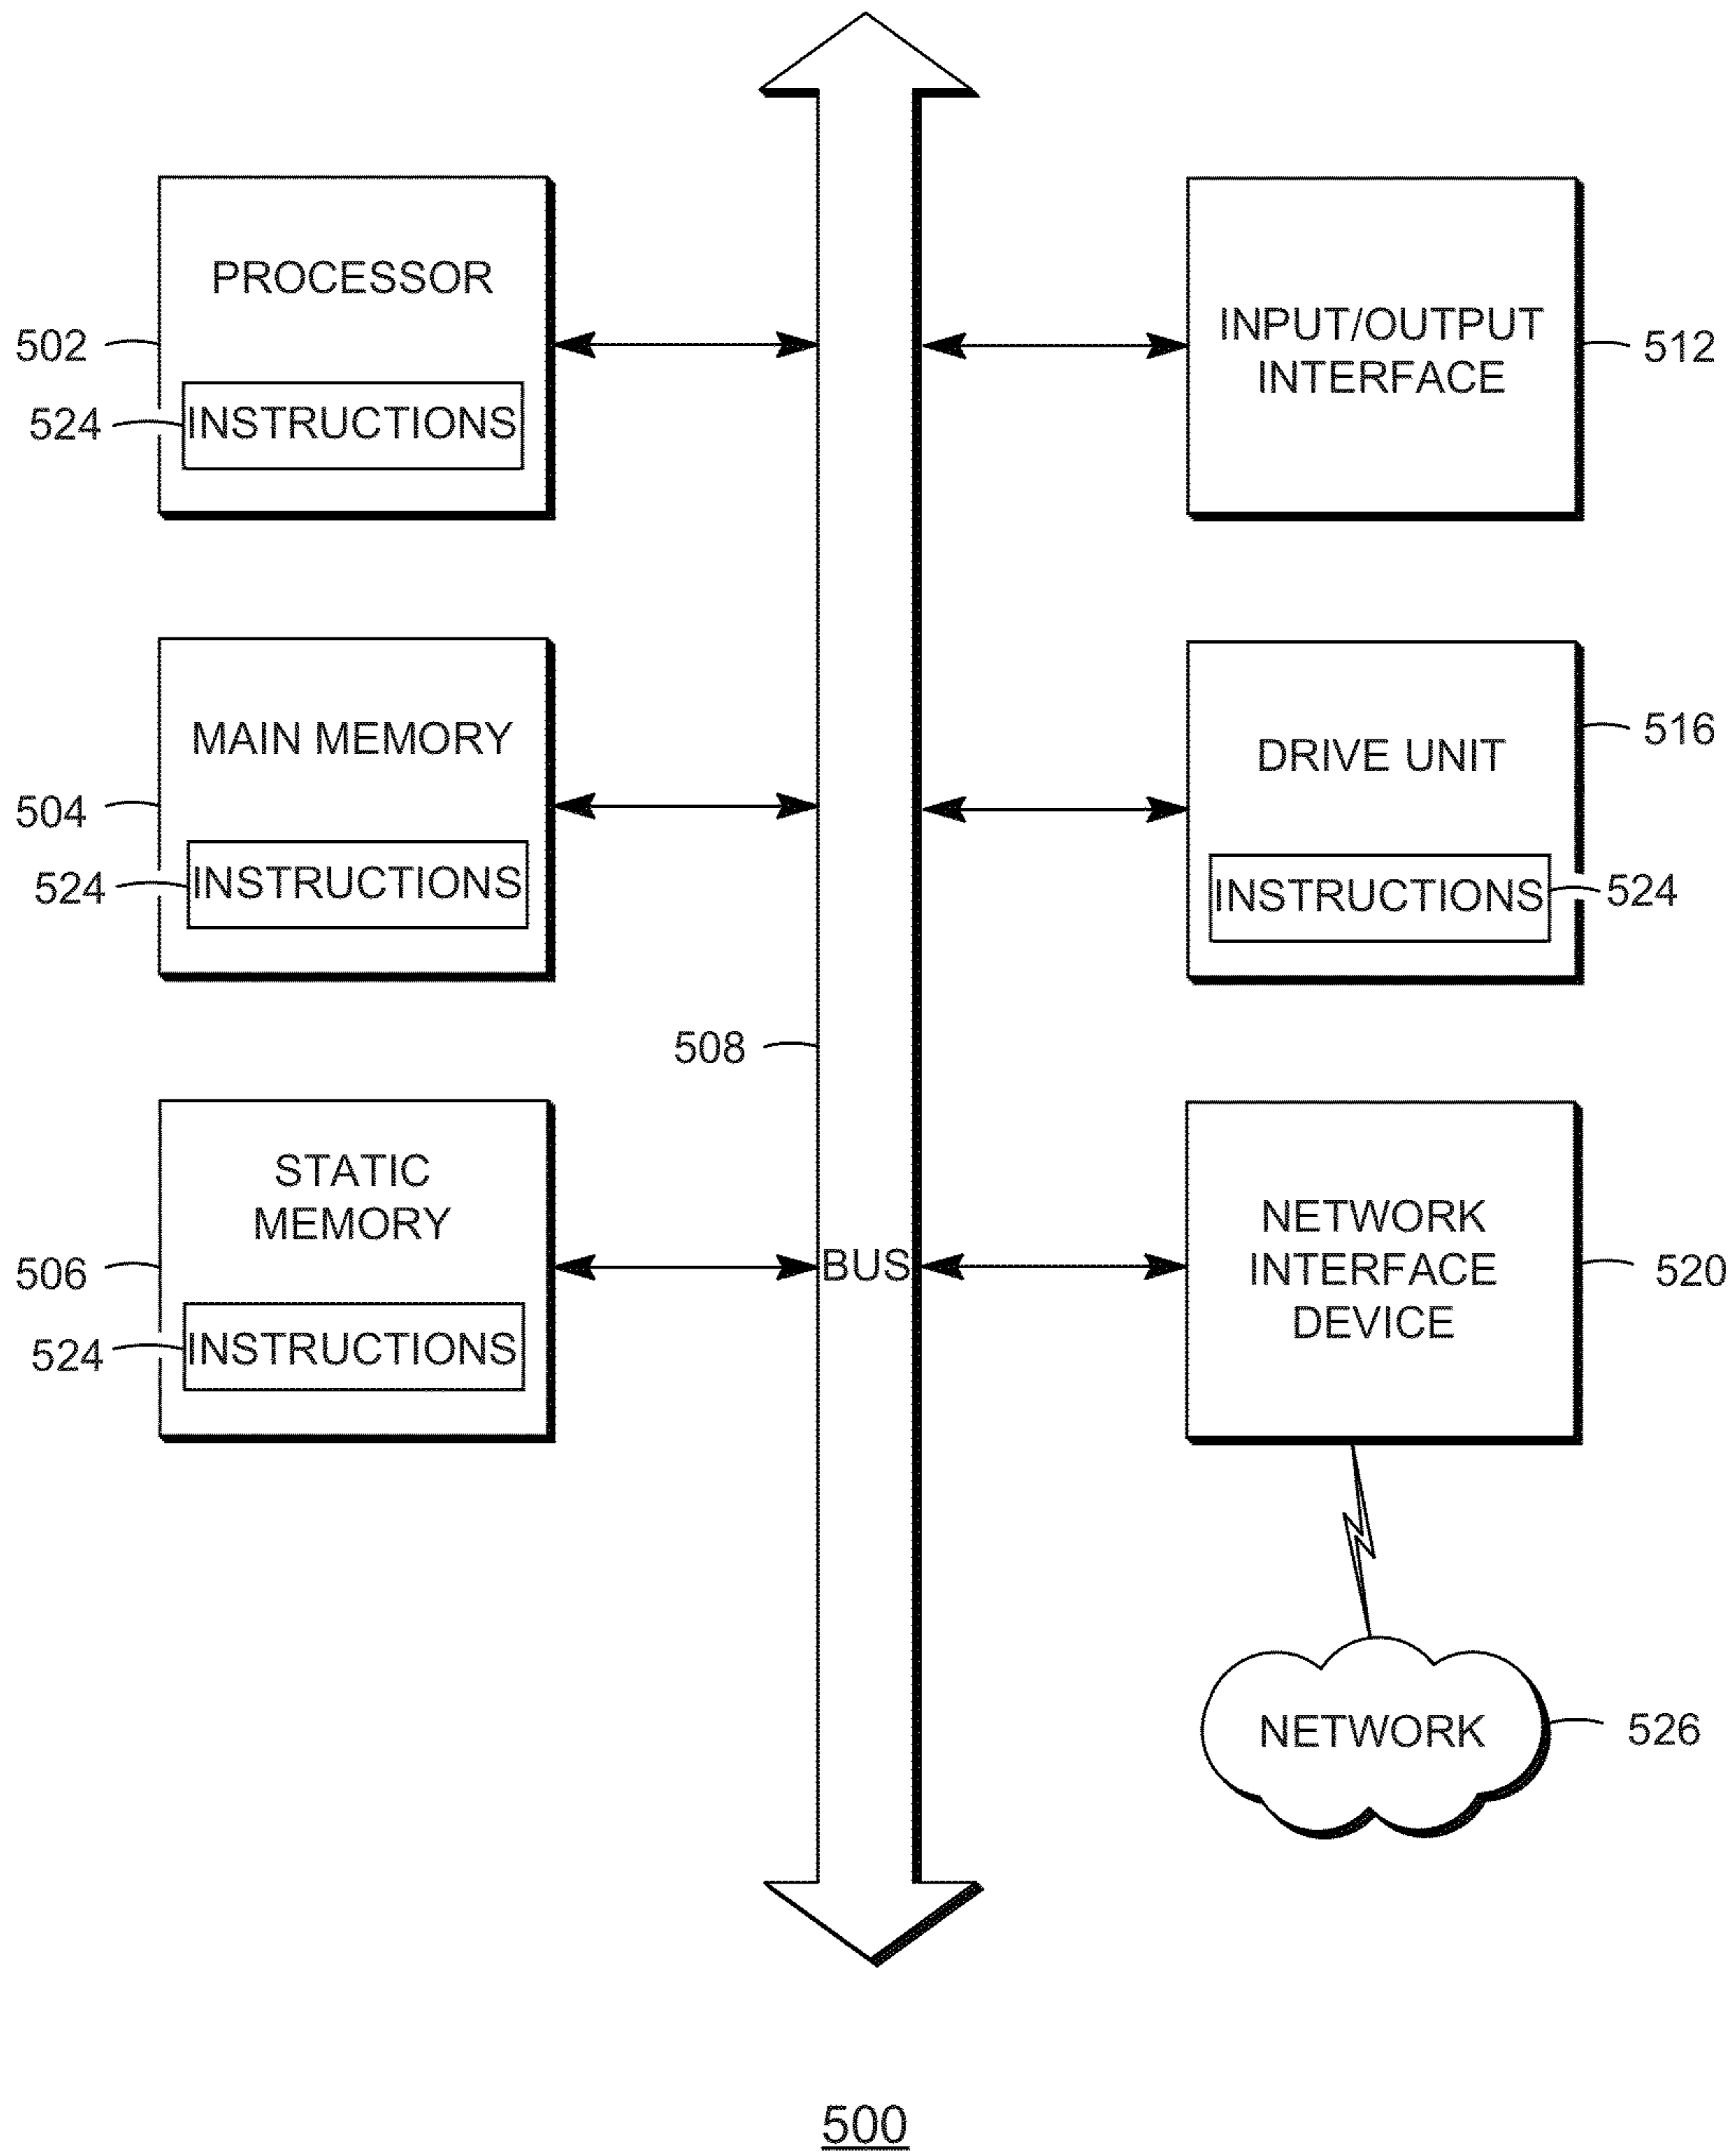 PROCESSOR
502
524
INSTRUCTIONS
INPUT/OUTPUT
INTERFACE
512
MAIN MEMORY
504
524
INSTRUCTIONS
DRIVE UNIT
516
INSTRUCTIONS
524
508
BUS
STATIC
MEMORY
506
524
INSTRUCTIONS
NETWORK
INTERFACE
DEVICE
520
NETWORK
526
500